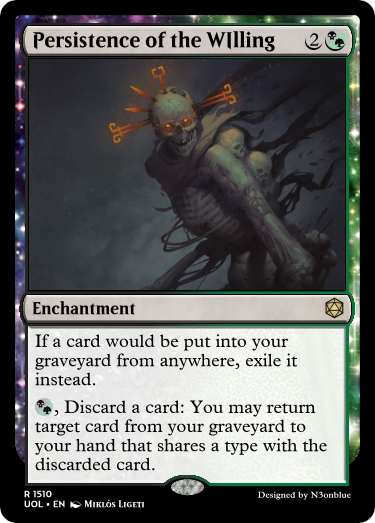 Persistence of the W⌊lling 2
Enchantment
If a card would be put into your
graveyard from anywhere, exile it
instead.
, Discard a card: You may return
target card from your graveyard to
your hand that shares a type with the
discarded card.
R 1510
UOL • EN Miklós Ligeti
Designed by N3onblue